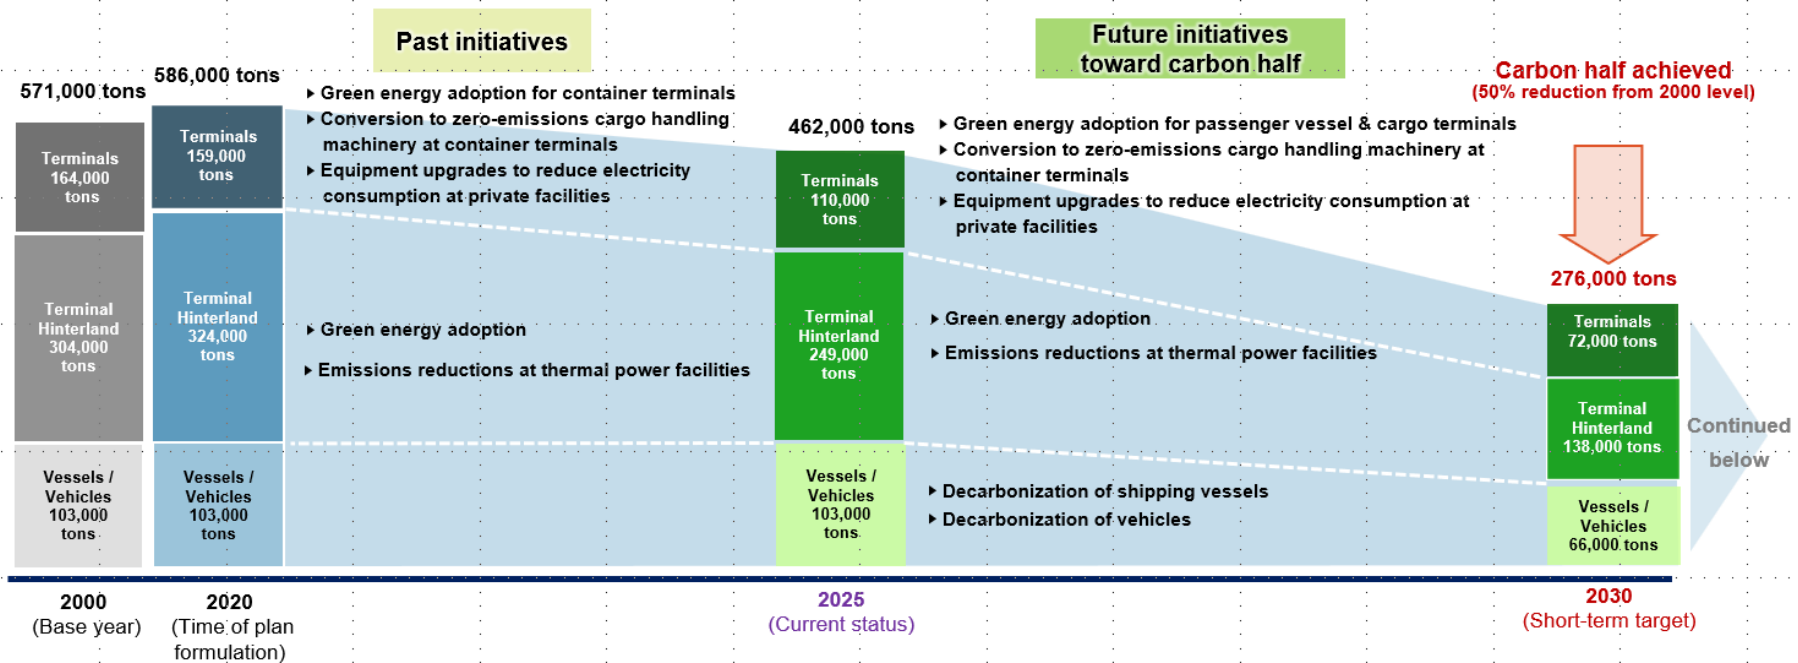 Past initiatives
Future initiatives
toward carbon half
571,000 tons
586,000 tons
Terminals
164,000
tons
Terminal
Hinterland
304,000
tons
Vessels /
Vehicles
103,000
tons
Terminals
159,000
tons
Terminal
Hinterland
324,000
tons
Vessels /
Vehicles
103,000
tons
▸ Green energy adoption for container terminals
▸ Conversion to zero-emissions cargo handling
machinery at container terminals
▸ Equipment upgrades to reduce electricity
consumption at private facilities
▸ Green energy adoption
▸ Emissions reductions at thermal power facilities
462,000 tons
Terminals
110,000
tons
Terminal
Hinterland
249,000
tons
Vessels /
Vehicles
103,000
tons
▸ Green energy adoption for passenger vessel & cargo terminals
▸ Conversion to zero-emissions cargo handling machinery at
container terminals
▸ Equipment upgrades to reduce electricity consumption at
private facilities
▸ Green energy adoption
▸ Emissions reductions at thermal power facilities
▸ Decarbonization of shipping vessels
▸ Decarbonization of vehicles
Carbon half achieved
(50% reduction from 2000 level)
276,000 tons
Terminals
72,000 tons
Terminal
Hinterland
138,000 tons
Vessels /
Vehicles
66,000 tons
Continued
below
2000
(Base year)
2020
(Time of plan
formulation)
2025
(Current status)
2030
(Short-term target)